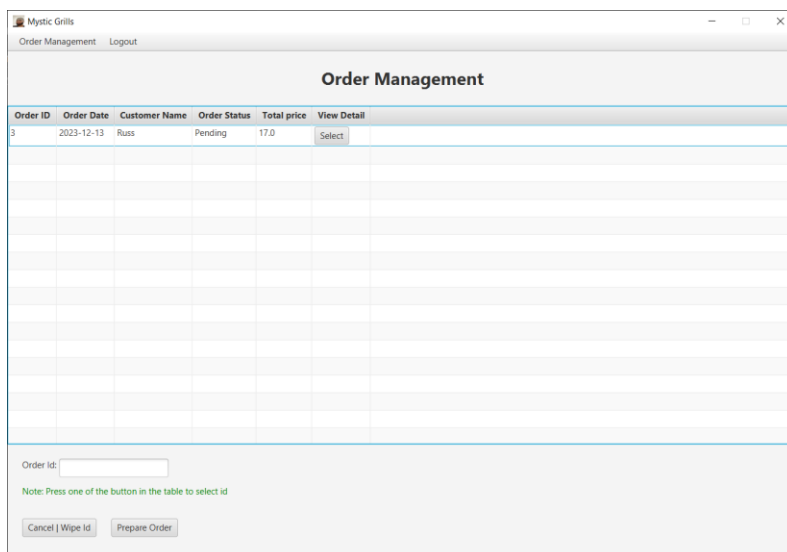 Mystic Grills
Order Management Logout
Order Management
Order ID Order Date Customer Name Order Status Total price View Detail
3 2023-12-13 Russ Pending 17.0 Select
Order Id:
Note: Press one of the button in the table to select id
Cancel | Wipe Id Prepare Order